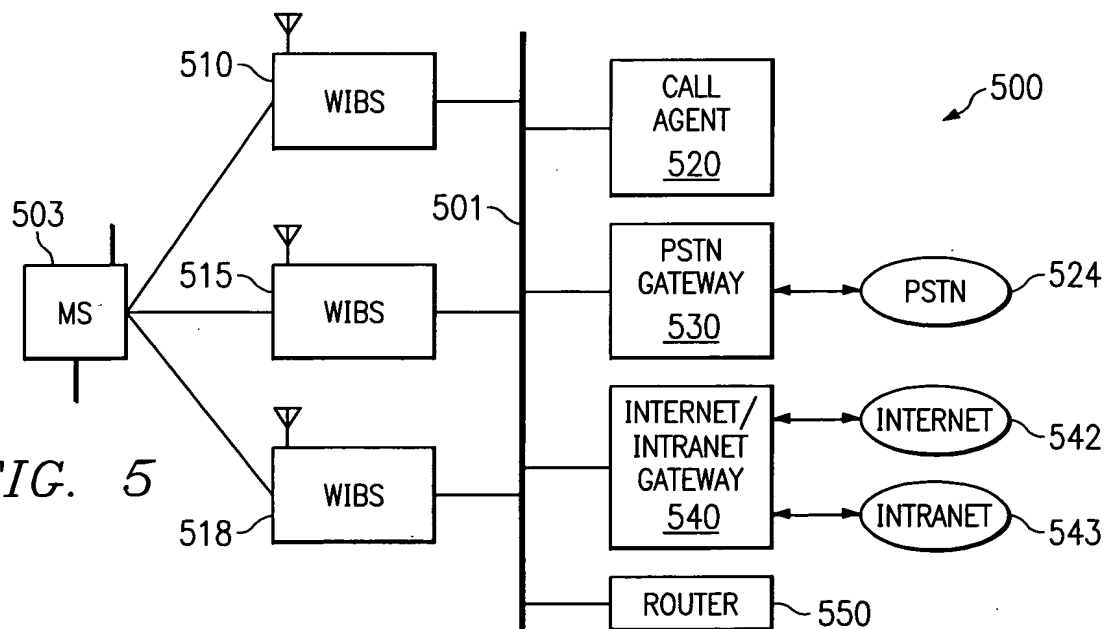 510
WIBS
CALL
AGENT
520
500
503
MS
515
WIBS
501
PSTN
GATEWAY
530
PSTN
524
518
WIBS
INTERNET/
INTRANET
GATEWAY
540
INTERNET
542
INTRANET
543
ROUTER
550
IG. 5